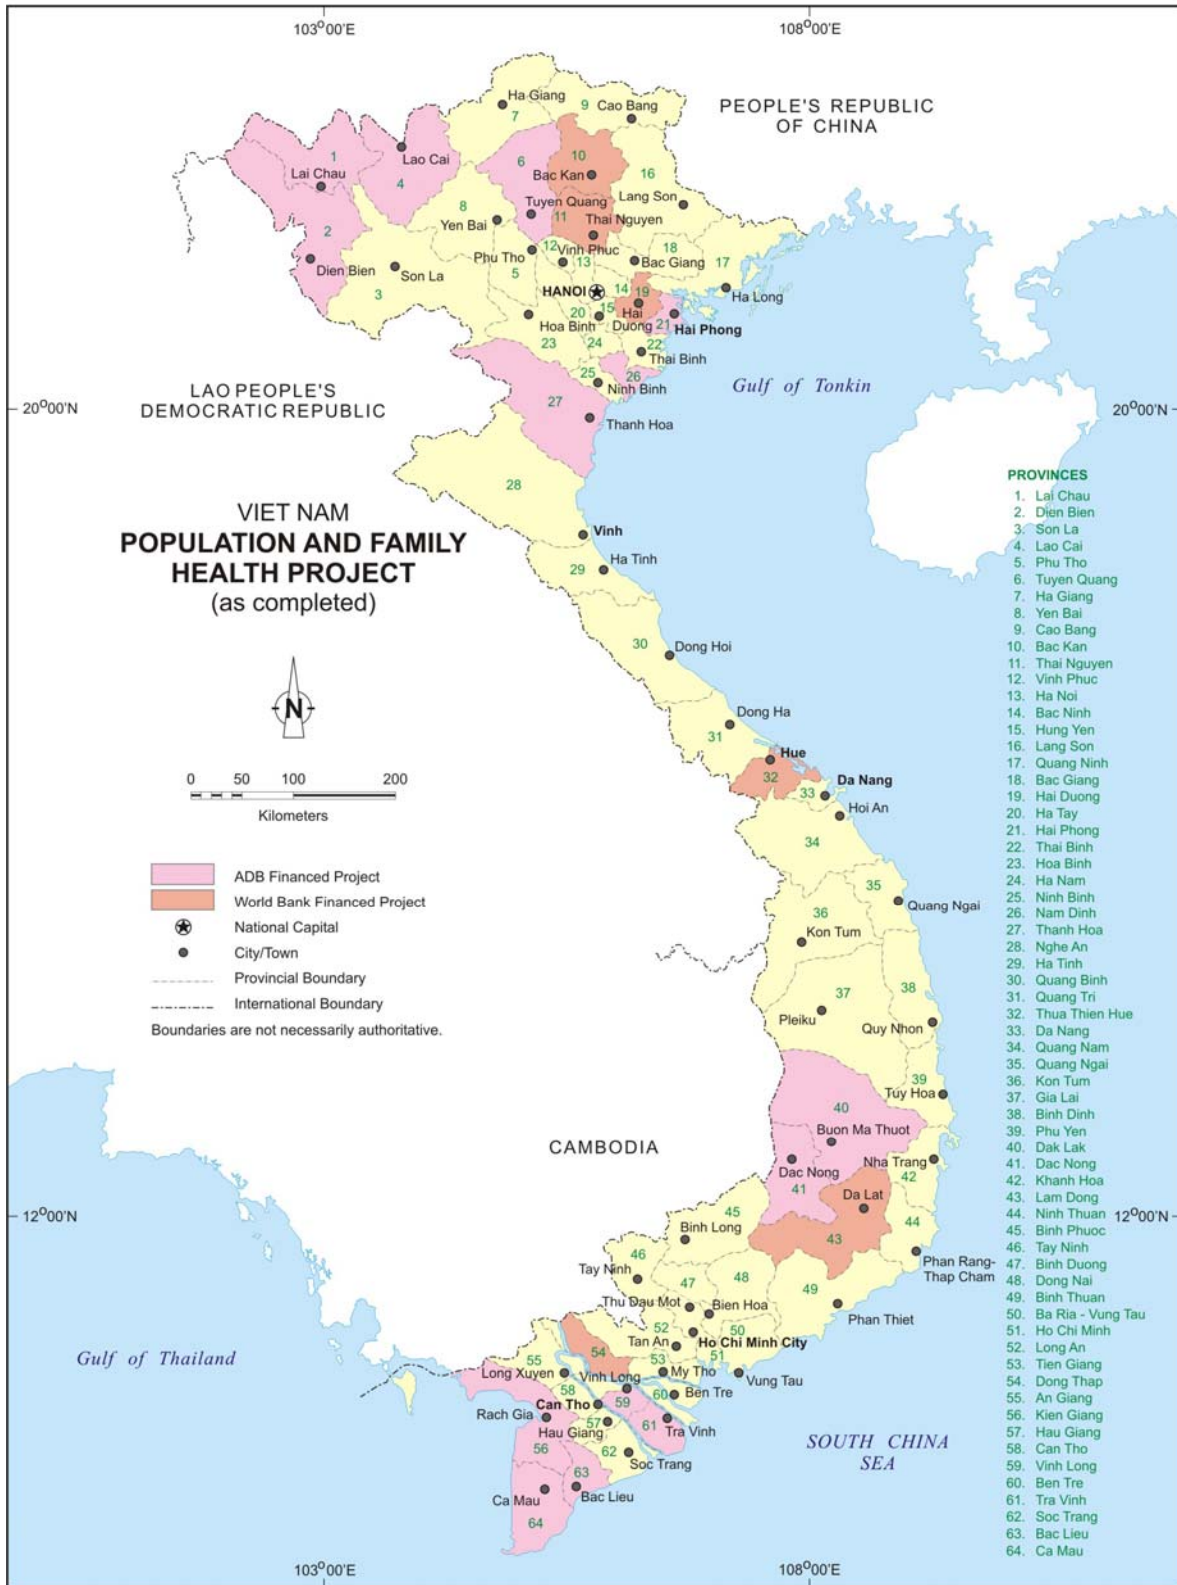 103⁰00'E
108⁰00'E
Ha Giang
7
9
Cao Bang
PEOPLE'S REPUBLIC
OF CHINA
1
Lao Cai
Lai Chau
4
6
10
Bac Kan
16
Lang Son
Tuyen Quang
8
11
Yen Bai
Thai Nguyen
2
12
Vinh Phuc
18
Phu Tho
13
Bac Giang
17
Dien Bien
Son La
5
3
HANOI
14
19
Ha Long
20
15
Hai
Duong
21
Hai Phong
Hoa Binh
23
24
22
Thai Binh
25
26
Ninh Binh
Gulf of Tonkin
LAO PEOPLE'S
DEMOCRATIC REPUBLIC
20⁰00'N
20⁰00'N
27
Thanh Hoa
28
VIET NAM
POPULATION AND FAMILY
HEALTH PROJECT
(as completed)
Vinh
29
Ha Tinh
30
Dong Hoi
N
Dong Ha
31
Hue
32
Da Nang
33
Hoi An
0 50 100 200
Kilometers
34
35
Quang Ngai
36
Kon Tum
ADB Financed Project
World Bank Financed Project
National Capital
City/Town
Provincial Boundary
International Boundary
Boundaries are not necessarily authoritative.
37
38
Pleiku
Quy Nhon
39
Tuy Hoa
40
Buon Ma Thuot
CAMBODIA
Dac Nong
Nha Trang
41
42
Da Lat
12⁰00'N
12⁰00'N
45
Binh Long
43
44
46
Tay Ninh
Phan Rang-
Thap Cham
47
48
49
Thu Dau Mot
Bien Hoa
Phan Thiet
52
50
Tan An
Ho Chi Minh City
51
Gulf of Thailand
54
55
53
Long Xuyen
Vinh Long
My Tho
Vung Tau
58
59
60
Ben Tre
Can Tho
Rach Gia
57
61
Hau Giang
Tra Vinh
56
62
Soc Trang
63
Ca Mau
Bac Lieu
64
SOUTH CHINA
SEA
PROVINCES
1. Lai Chau
2. Dien Bien
3. Son La
4. Lao Cai
5. Phu Tho
6. Tuyen Quang
7. Ha Giang
8. Yen Bai
9. Cao Bang
10. Bac Kan
11. Thai Nguyen
12. Vinh Phuc
13. Ha Noi
14. Bac Ninh
15. Hung Yen
16. Lang Son
17. Quang Ninh
18. Bac Giang
19. Hai Duong
20. Ha Tay
21. Hai Phong
22. Thai Binh
23. Hoa Binh
24. Ha Nam
25. Ninh Binh
26. Nam Dinh
27. Thanh Hoa
28. Nghe An
29. Ha Tinh
30. Quang Binh
31. Quang Tri
32. Thua Thien Hue
33. Da Nang
34. Quang Nam
35. Quang Ngai
36. Kon Tum
37. Gia Lai
38. Binh Dinh
39. Phu Yen
40. Dak Lak
41. Dac Nong
42. Khanh Hoa
43. Lam Dong
44. Ninh Thuan
45. Binh Phuoc
46. Tay Ninh
47. Binh Duong
48. Dong Nai
49. Binh Thuan
50. Ba Ria - Vung Tau
51. Ho Chi Minh
52. Long An
53. Tien Giang
54. Dong Thap
55. An Giang
56. Kien Giang
57. Hau Giang
58. Can Tho
59. Vinh Long
60. Ben Tre
61. Tra Vinh
62. Soc Trang
63. Bac Lieu
64. Ca Mau
103⁰00'E
108⁰00'E